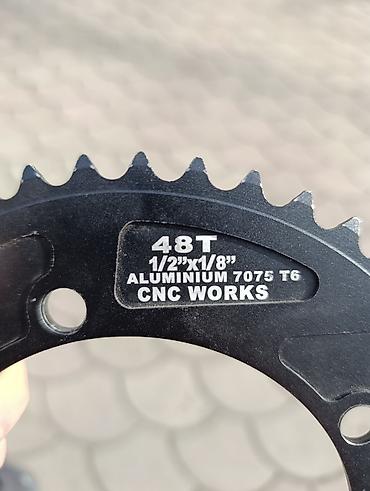 48T
1/2"x1/8"
ALUMINIUM 7075 T6
CNC WORKS